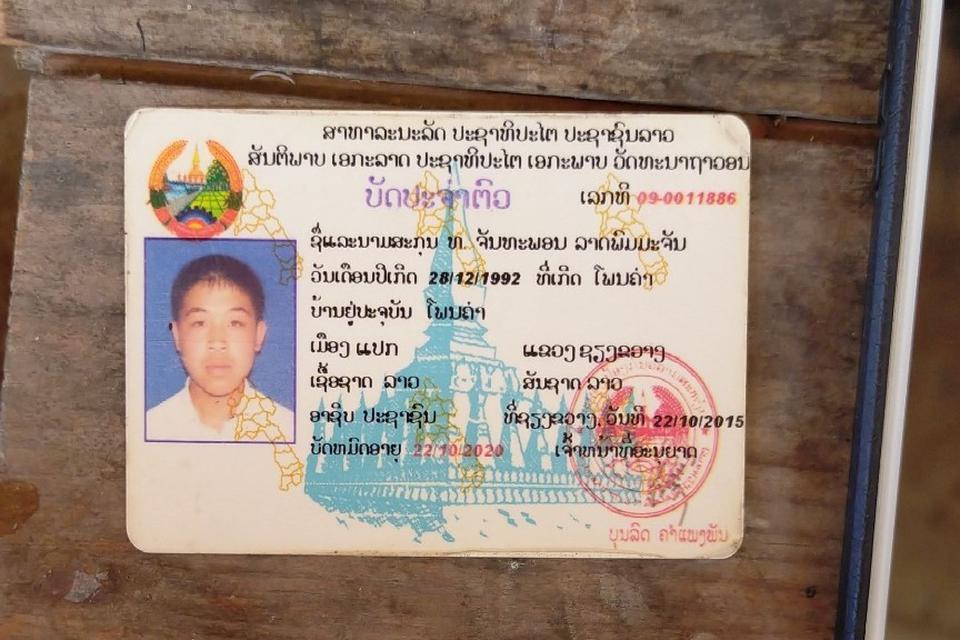 ສາທາລະນະລັດ ປະຊາທິປະໄຕ ປະຊາຊົນລາວ
ສັນຕິພາບ ເອກະລາດ ປະຊາທິປະໄຕ ເອກະພາບ ວັດທະນາຖາວອນ
ບັດປະຈຳຕົວ
ເລກທິ 09-0011886
ຊື່ແລະນາມສະກຸນ ທ. ຈັນທະພອນ ລາດພິມມະຈັນ
ວັນເດືອນປີເກີດ 28/12/1992 ທີ່ເກີດ ໂພນຄຳ
ບ້ານຢູ່ປະຈຸບັນ ໂພນຄຳ
ເມືອງ ແປກ ແຂວງ ຊຽງຂວາງ
ເຊື້ອຊາດ ລາວ ສັນຊາດ ລາວ
ອາຊີບ ປະຊາຊົນ ທີ່ຊຽງຂວາງ, ວັນທິ 22/10/2015
ບັດຫມົດອາຍຸ 22/10/2020 ເຈົ້າຫນ້າທີ່ອະນຸຍາດ
ບຸນລິດ ຄຳແພງພັນ